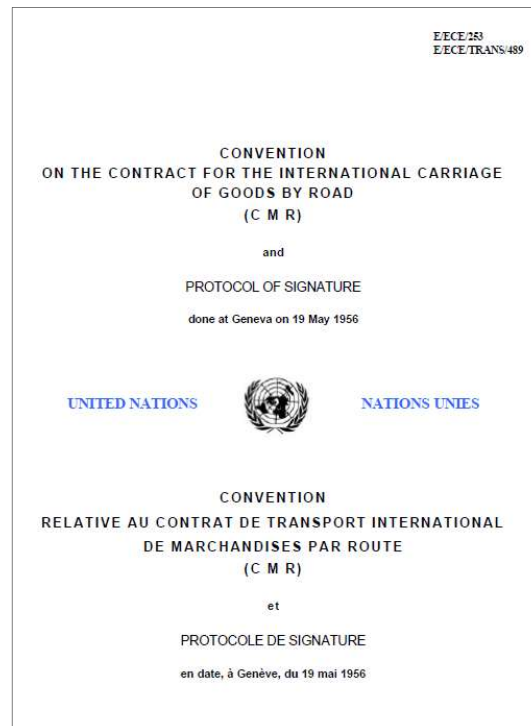 E/ECE/253
E/ECE/TRANS/489
CONVENTION
ON THE CONTRACT FOR THE INTERNATIONAL CARRIAGE
OF GOODS BY ROAD
(C M R)
and
PROTOCOL OF SIGNATURE
done at Geneva on 19 May 1956
UNITED NATIONS NATIONS UNIES
CONVENTION
RELATIVE AU CONTRAT DE TRANSPORT INTERNATIONAL
DE MARCHANDISES PAR ROUTE
(C M R)
et
PROTOCOLE DE SIGNATURE
en date, à Genève, du 19 mai 1956